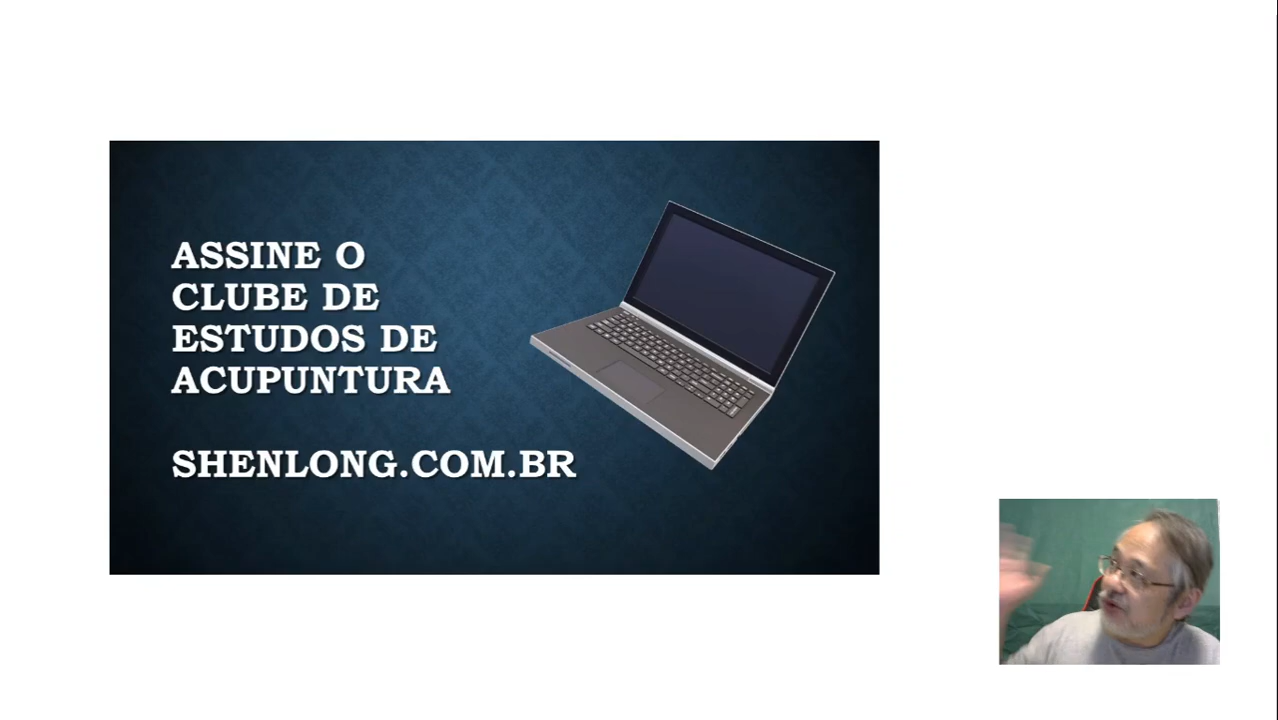 ASSINE O
CLUBE DE
ESTUDOS DE
ACUPUNTURA
SHENLONG.COM.BR